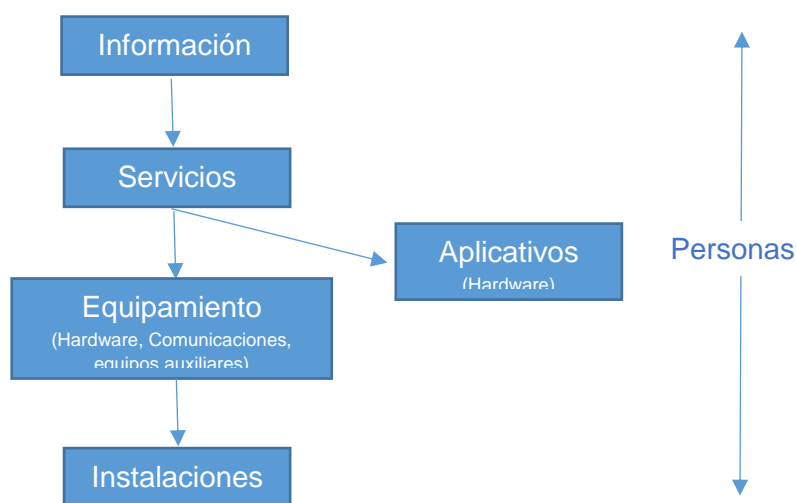 Información
Servicios
Aplicativos
(Hardware)
Personas
Equipamiento
(Hardware, Comunicaciones,
equipos auxiliares)
Instalaciones